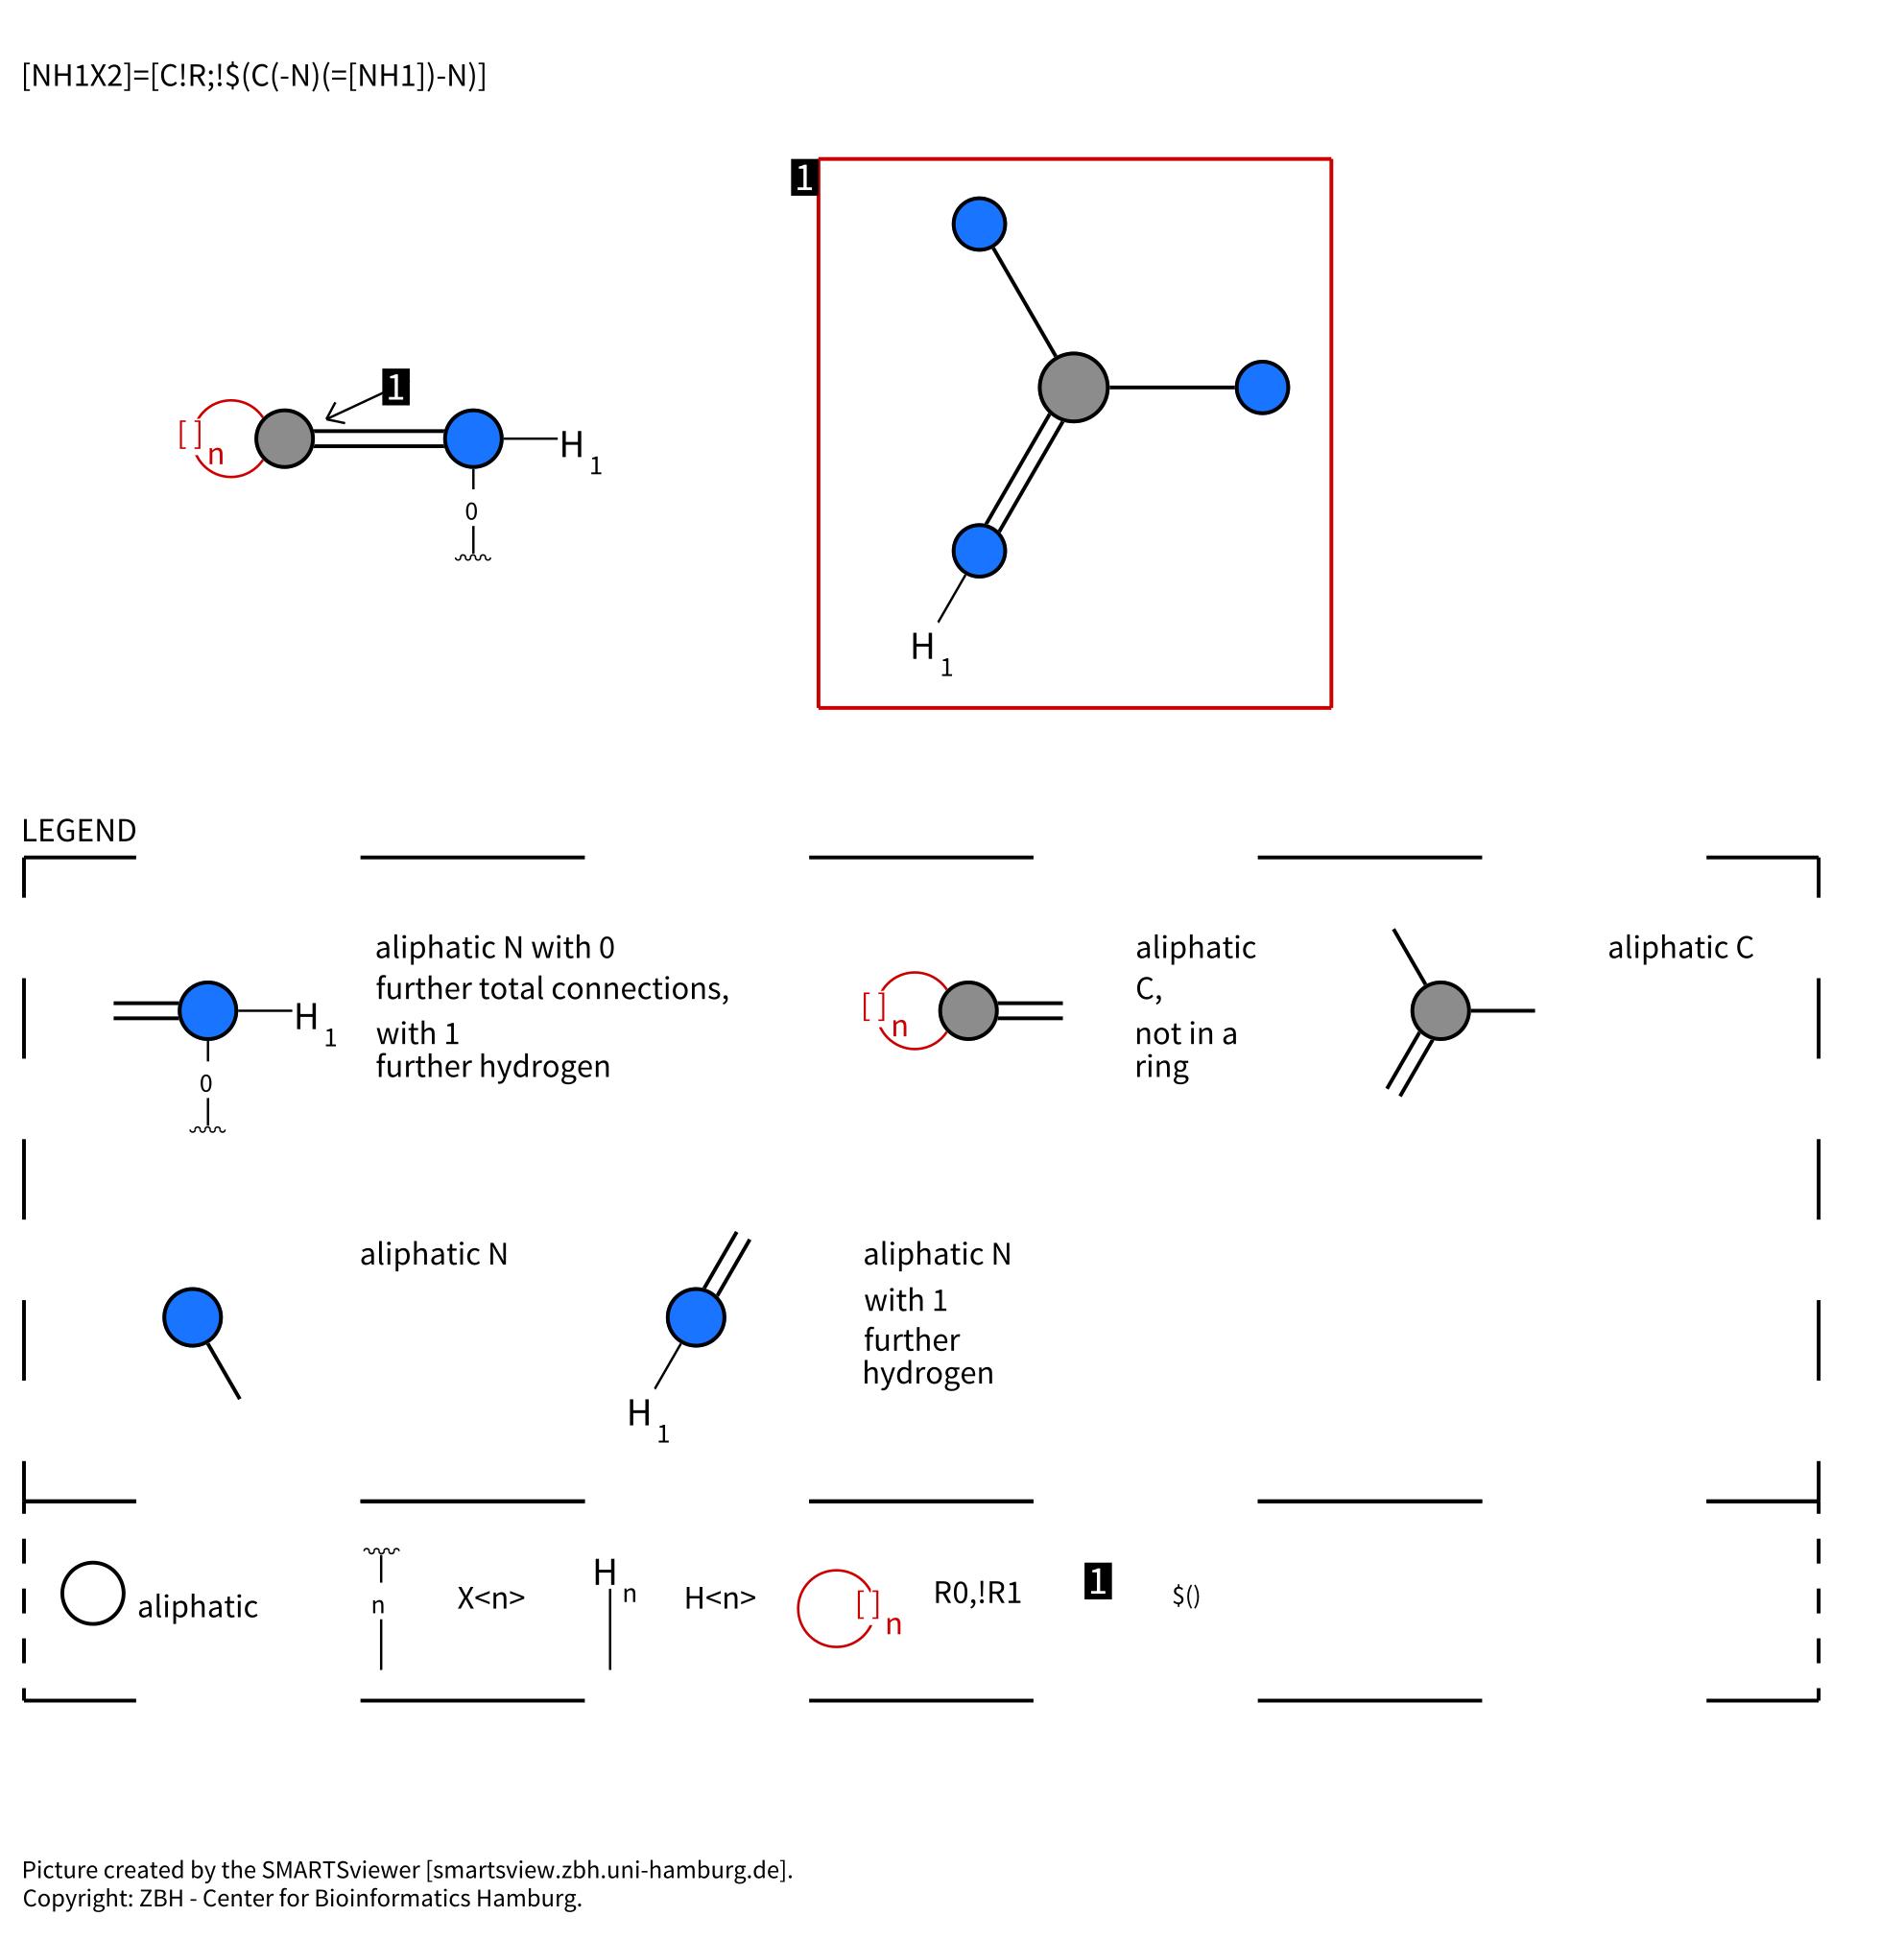 [NH1X2]=[C!R;!$(C(-N)(=[NH1])-N)]
1
1
[ ] n
H 1
0
H 1
LEGEND
aliphatic N with 0
further total connections,
with 1
further hydrogen
H 1
0
[ ] n
aliphatic
C,
not in a
ring
aliphatic C
aliphatic N
aliphatic N
with 1
further
hydrogen
H 1
aliphatic
n
X<n>
H n
H<n>
[ ] n
R0,!R1
1
$()
Picture created by the SMARTSviewer [smartsview.zbh.uni-hamburg.de].
Copyright: ZBH - Center for Bioinformatics Hamburg.